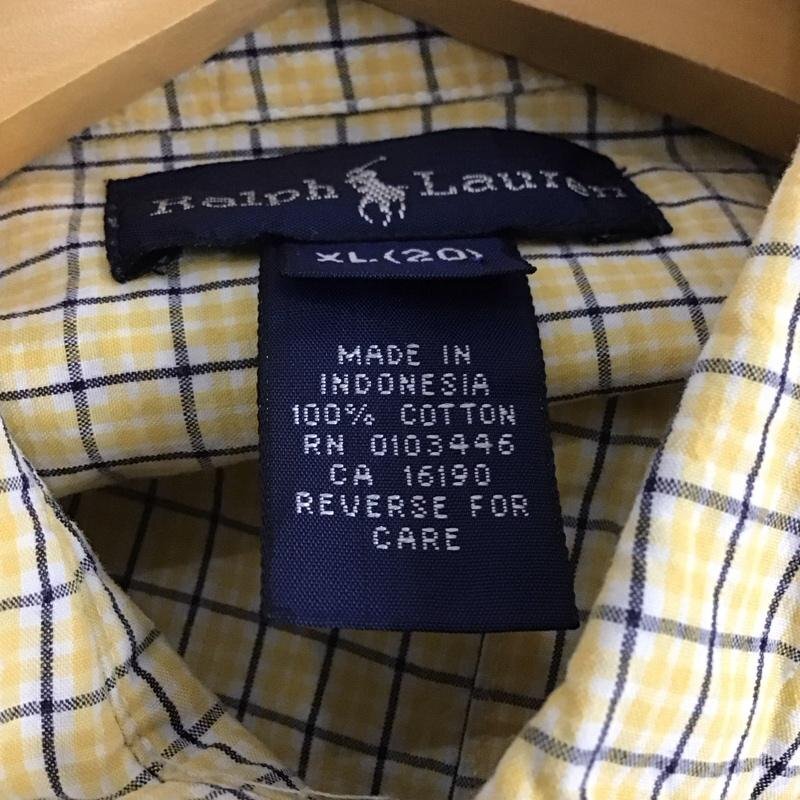 Ralph Lauren
XL.(20)
MADE IN
INDONESIA
100% COTTON
RN 0103446
CA 16190
REVERSE FOR
CARE